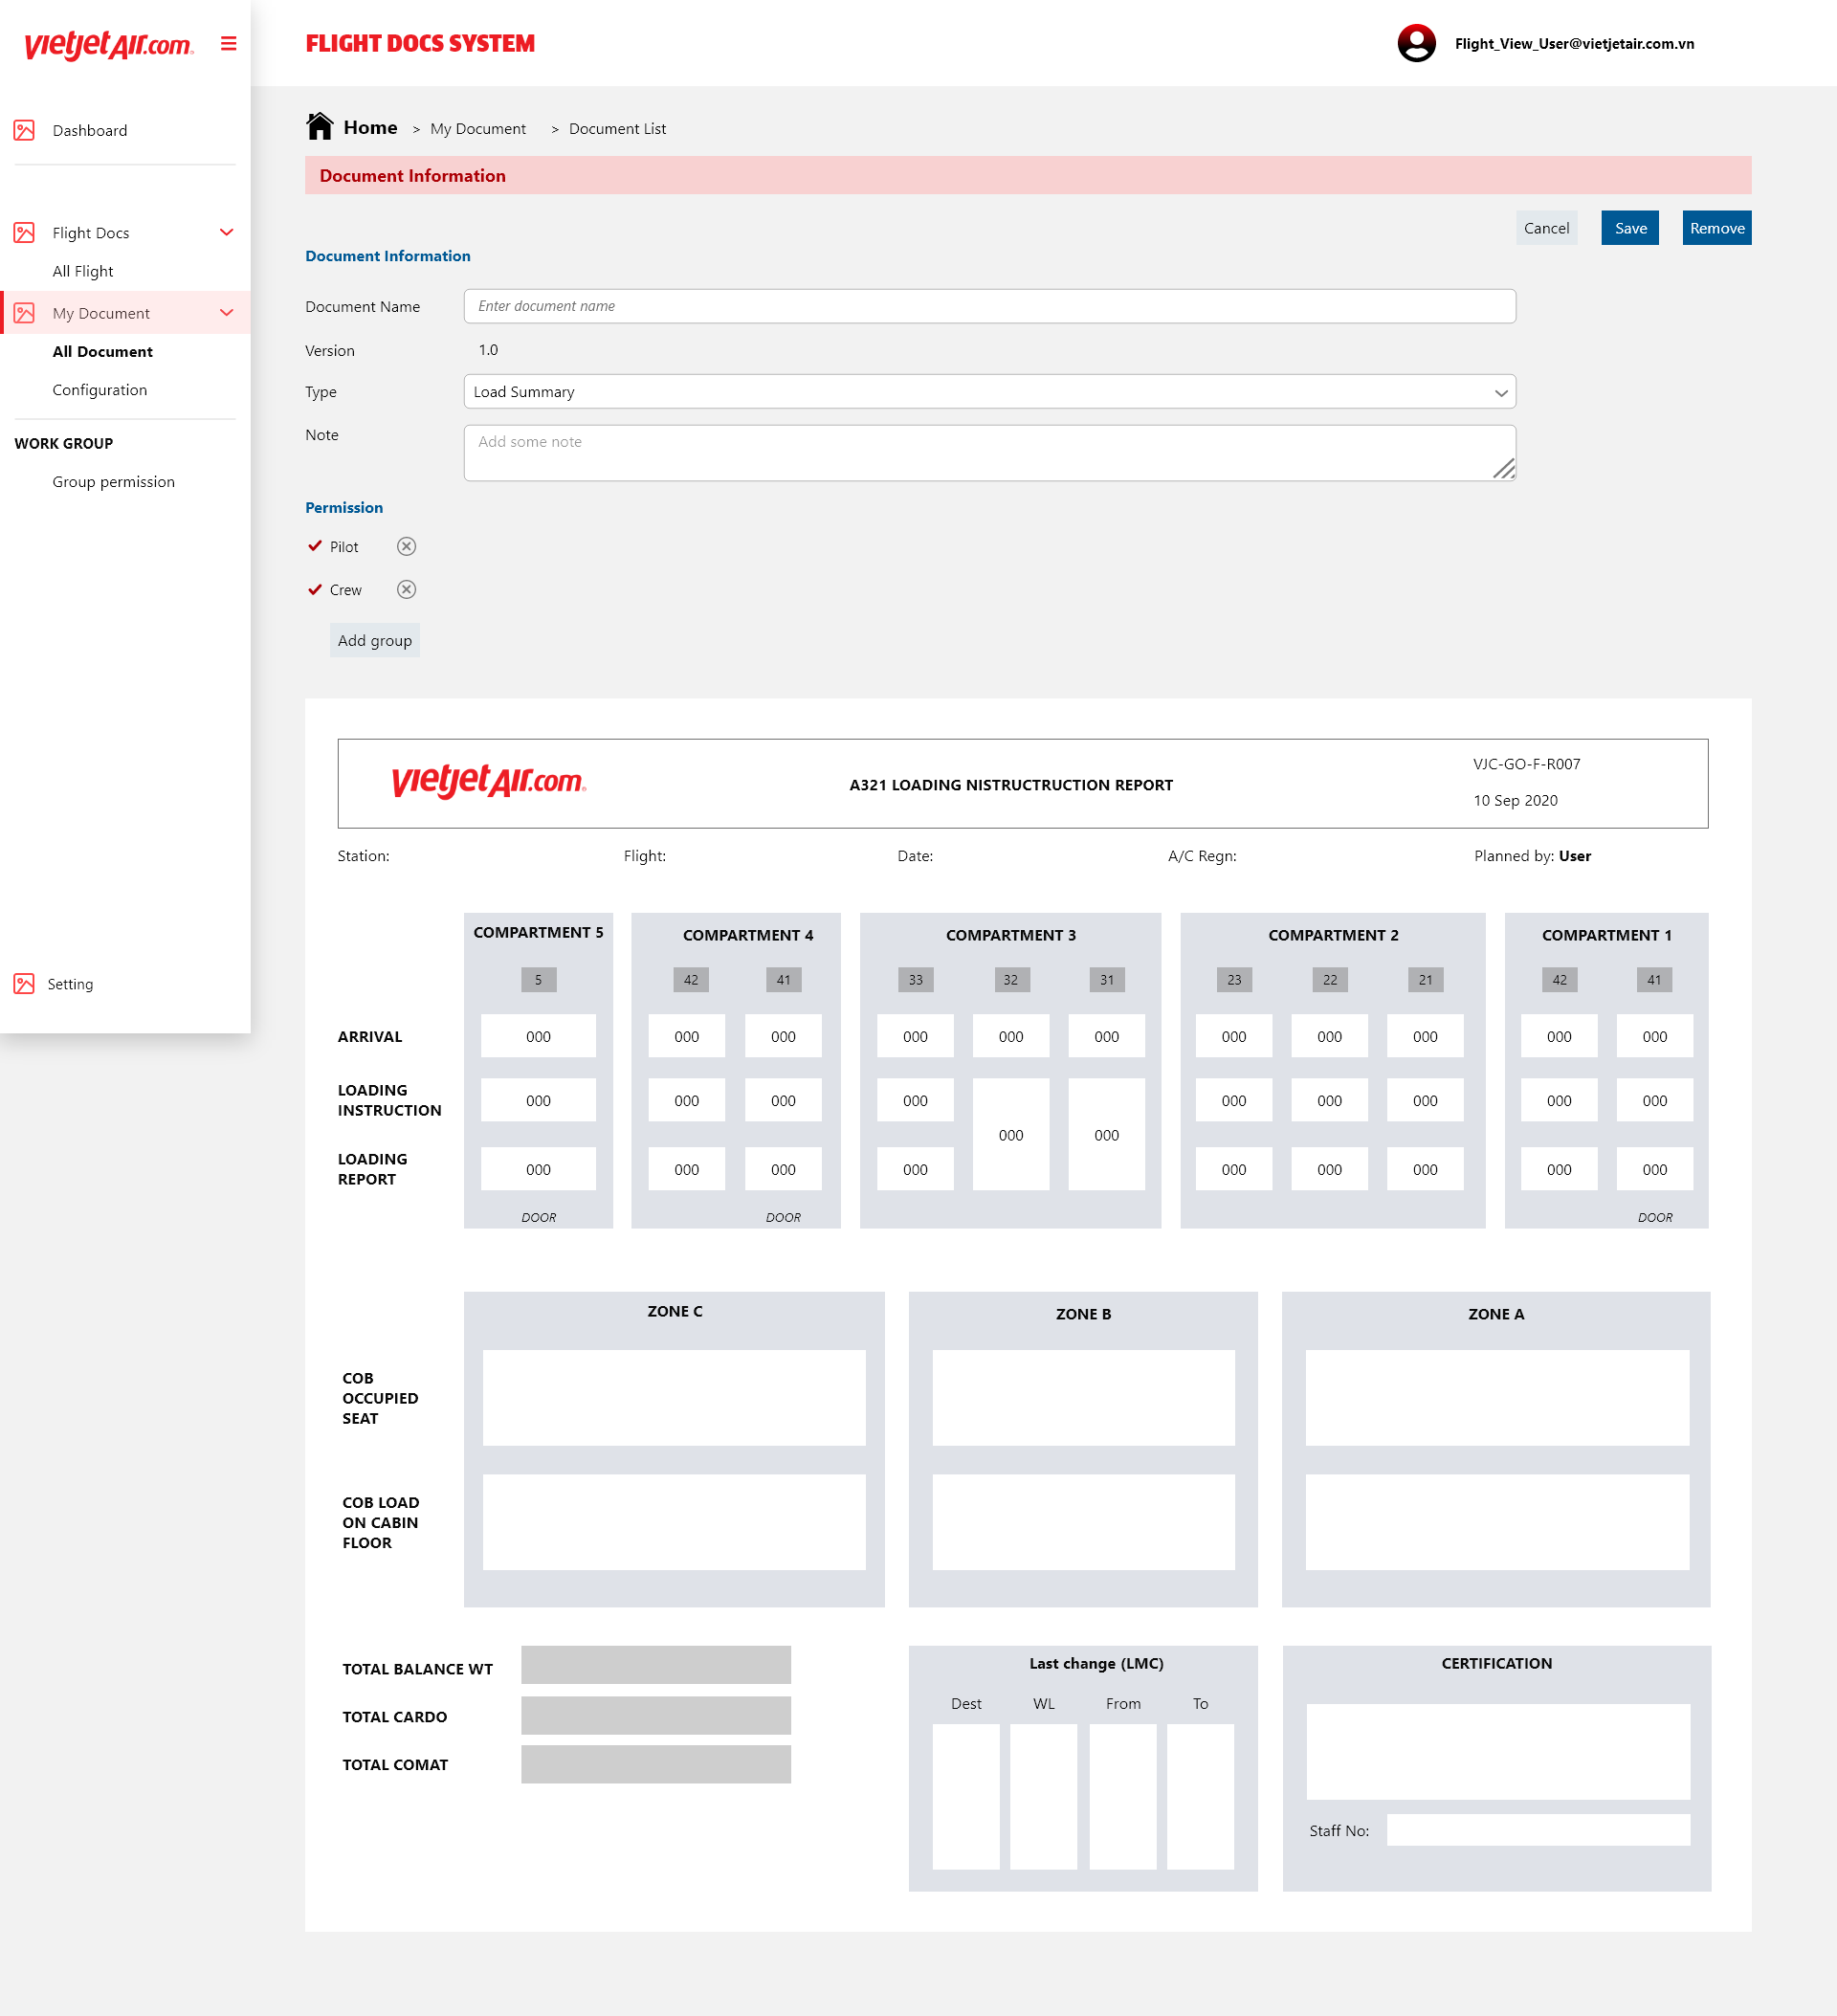 vietjetAir.com
FLIGHT DOCS SYSTEM
Flight_View_User@vietjetair.com.vn
Dashboard
Flight Docs
All Flight
My Document
All Document
Configuration
WORK GROUP
Group permission
Setting
Home > My Document > Document List
Document Information
Cancel Save Remove
Document Information
Document Name Enter document name
Version 1.0
Type Load Summary
Note Add some note
Permission
Pilot
Crew
Add group
vietjetAir.com
A321 LOADING NISTRUCTRUCTION REPORT
VJC-GO-F-R007
10 Sep 2020
Station: Flight: Date: A/C Regn: Planned by: User
COMPARTMENT 5 COMPARTMENT 4 COMPARTMENT 3 COMPARTMENT 2 COMPARTMENT 1
5 42 41 33 32 31 23 22 21 42 41
ARRIVAL 000 000 000 000 000 000 000 000 000 000 000
LOADING
INSTRUCTION 000 000 000 000 000 000 000 000 000
000 000
LOADING
REPORT 000 000 000 000 000 000 000 000 000
DOOR DOOR DOOR
ZONE C ZONE B ZONE A
COB
OCCUPIED
SEAT
COB LOAD
ON CABIN
FLOOR
TOTAL BALANCE WT
TOTAL CARDO
TOTAL COMAT
Last change (LMC)
Dest WL From To
CERTIFICATION
Staff No: